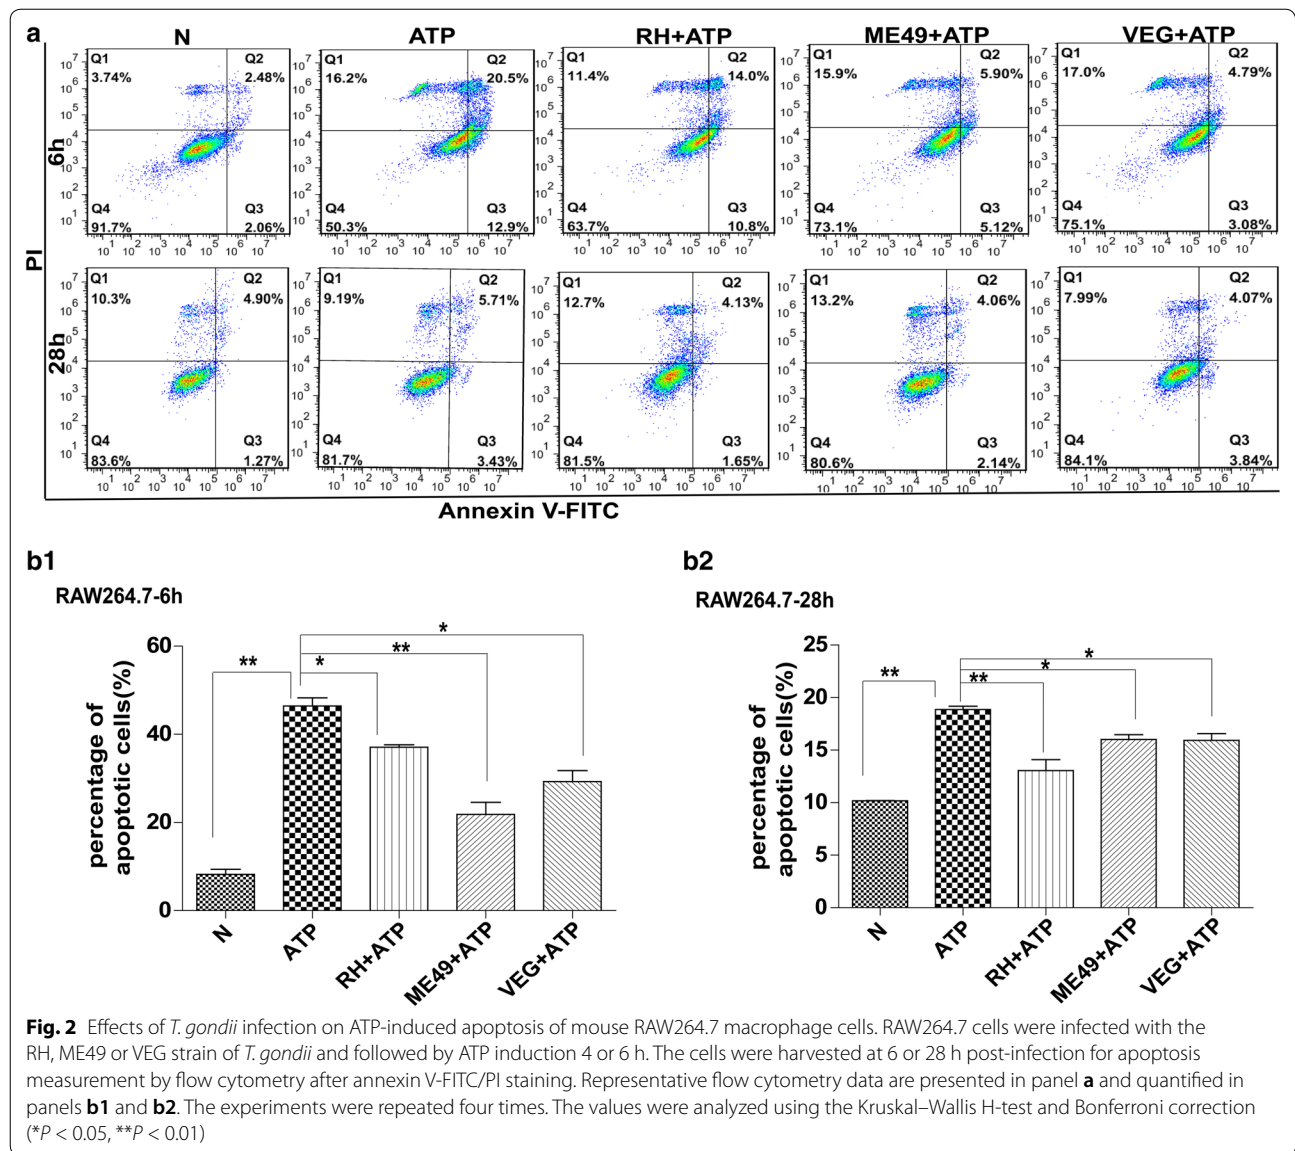 a
N ATP RH+ATP ME49+ATP VEG+ATP
6h
Q1 3.74% Q2 2.48% Q4 91.7% Q3 2.06%
Q1 16.2% Q2 20.5% Q4 50.3% Q3 12.9%
Q1 11.4% Q2 14.0% Q4 63.7% Q3 10.8%
Q1 15.9% Q2 5.90% Q4 73.1% Q3 5.12%
Q1 17.0% Q2 4.79% Q4 75.1% Q3 3.08%
PI
28h
Q1 10.3% Q2 4.90% Q4 83.6% Q3 1.27%
Q1 9.19% Q2 5.71% Q4 81.7% Q3 3.43%
Q1 12.7% Q2 4.13% Q4 81.5% Q3 1.65%
Q1 13.2% Q2 4.06% Q4 80.6% Q3 2.14%
Q1 7.99% Q2 4.07% Q4 84.1% Q3 3.84%
Annexin V-FITC
b1
RAW264.7-6h
percentage of
apoptotic cells(%)
60
40
20
0
** * ** *
N ATP RH+ATP ME49+ATP VEG+ATP
b2
RAW264.7-28h
percentage of
apoptotic cells(%)
25
20
15
10
5
0
** ** * *
N ATP RH+ATP ME49+ATP VEG+ATP
Fig. 2 Effects of T. gondii infection on ATP-induced apoptosis of mouse RAW264.7 macrophage cells. RAW264.7 cells were infected with the
RH, ME49 or VEG strain of T. gondii and followed by ATP induction 4 or 6 h. The cells were harvested at 6 or 28 h post-infection for apoptosis
measurement by flow cytometry after annexin V-FITC/PI staining. Representative flow cytometry data are presented in panel a and quantified in
panels b1 and b2. The experiments were repeated four times. The values were analyzed using the Kruskal–Wallis H-test and Bonferroni correction
(*P < 0.05, **P < 0.01)